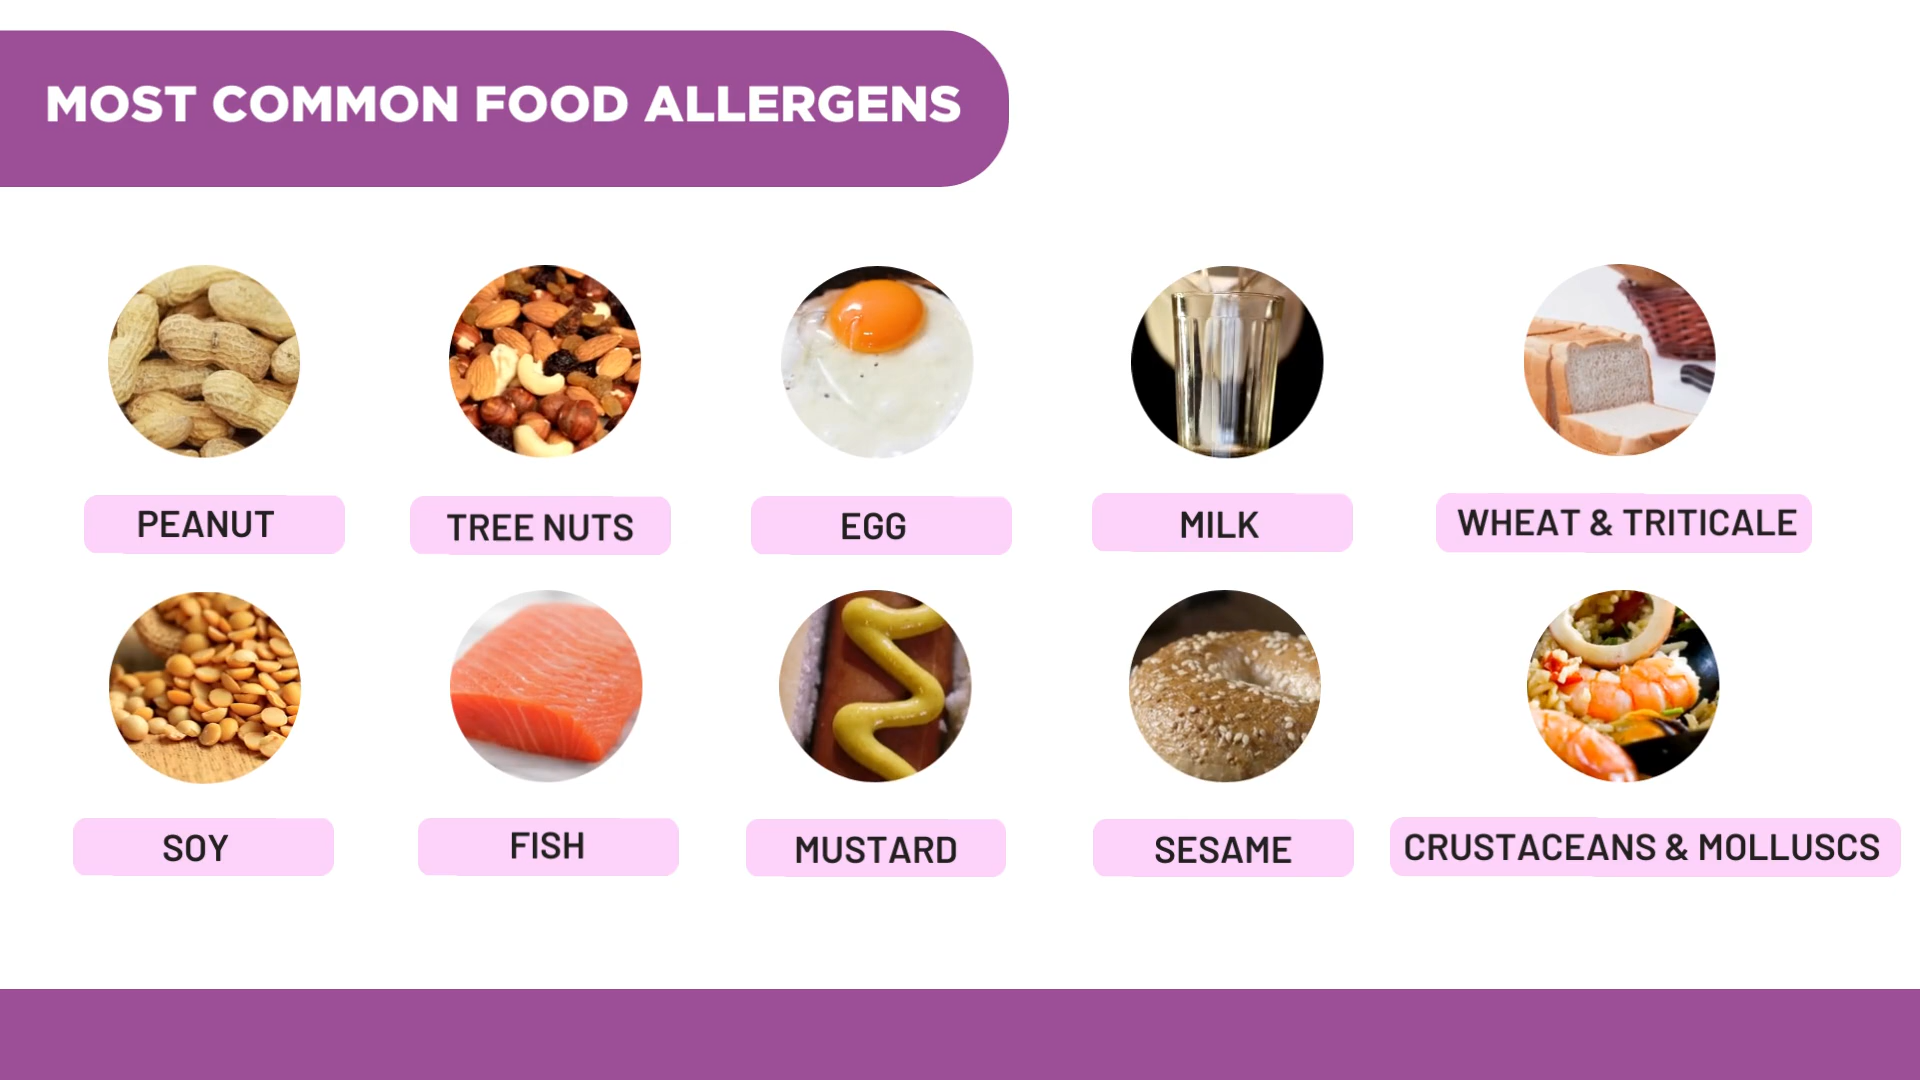 MOST COMMON FOOD ALLERGENS
PEANUT
TREE NUTS
EGG
MILK
WHEAT & TRITICALE
SOY
FISH
MUSTARD
SESAME
CRUSTACEANS & MOLLUSCS